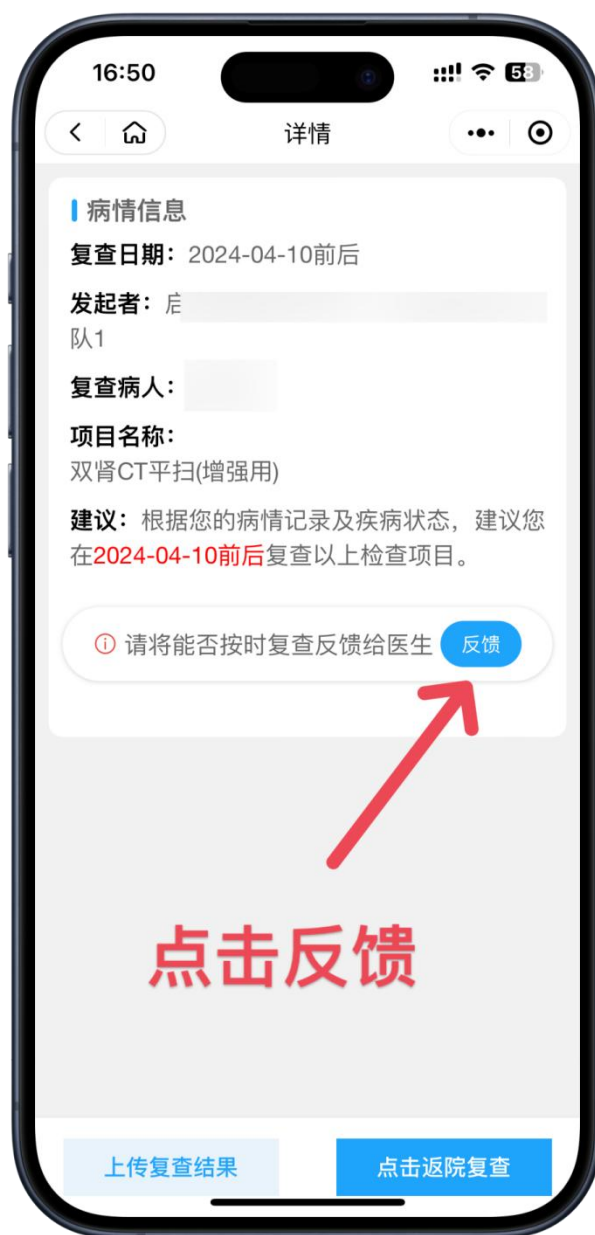 16:50
58
详情
病情信息
复查日期：2024-04-10前后
发起者：
队1
复查病人：
项目名称：
双肾CT平扫(增强用)
建议：根据您的病情记录及疾病状态，建议您
在2024-04-10前后复查以上检查项目。
请将能否按时复查反馈给医生 反馈
点击反馈
上传复查结果 点击返院复查